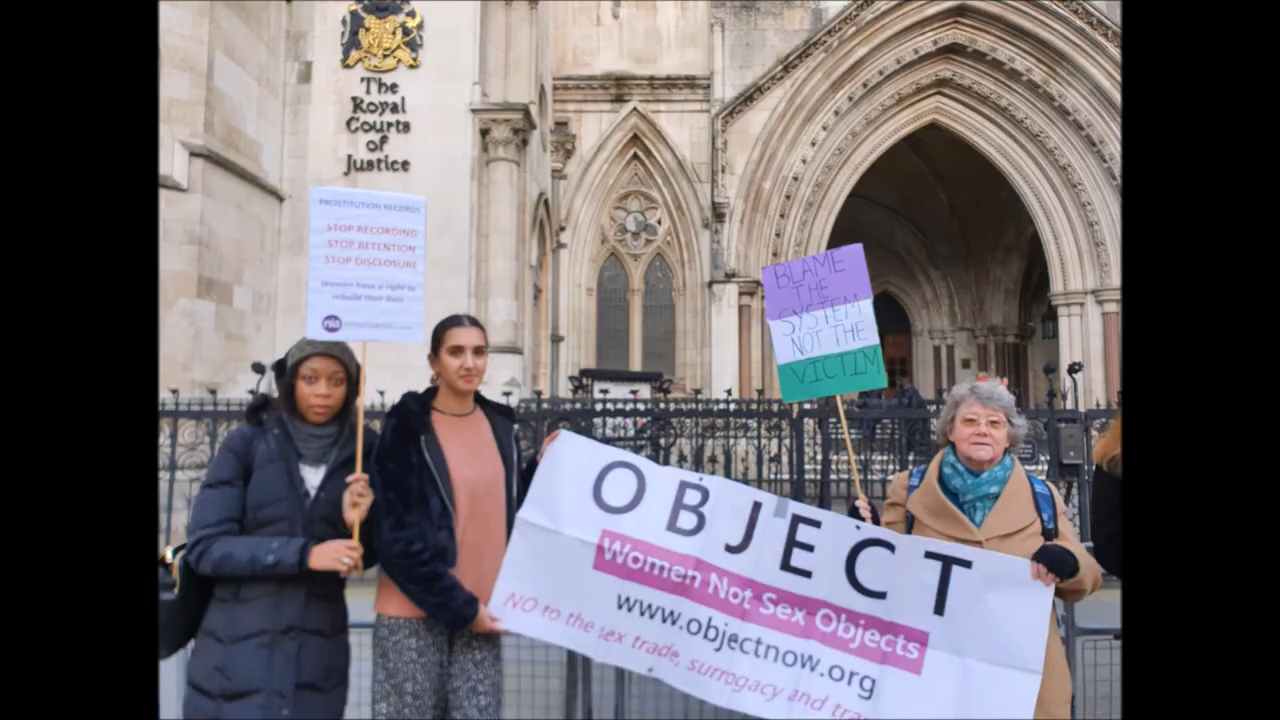 The
Royal
Courts
of
Justice
PROSTITUTION RECORDS
STOP RECORDING
STOP RETENTION
STOP DISCLOSURE
Women have a right to
rebuild their lives
nia
BLAME
THE
SYSTEM
NOT THE
VICTIM
OBJECT
Women Not Sex Objects
www.objectnow.org
NO to the sex trade, surrogacy and tra